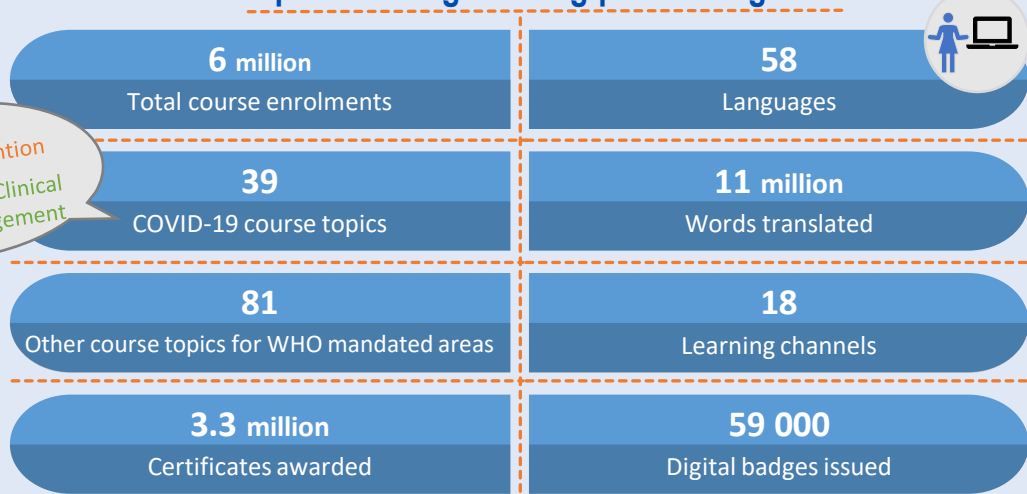 6 million
Total course enrolments
58
Languages
Clinical
39
COVID-19 course topics
11 million
Words translated
81
Other course topics for WHO mandated areas
18
Learning channels
3.3 million
Certificates awarded
59 000
Digital badges issued